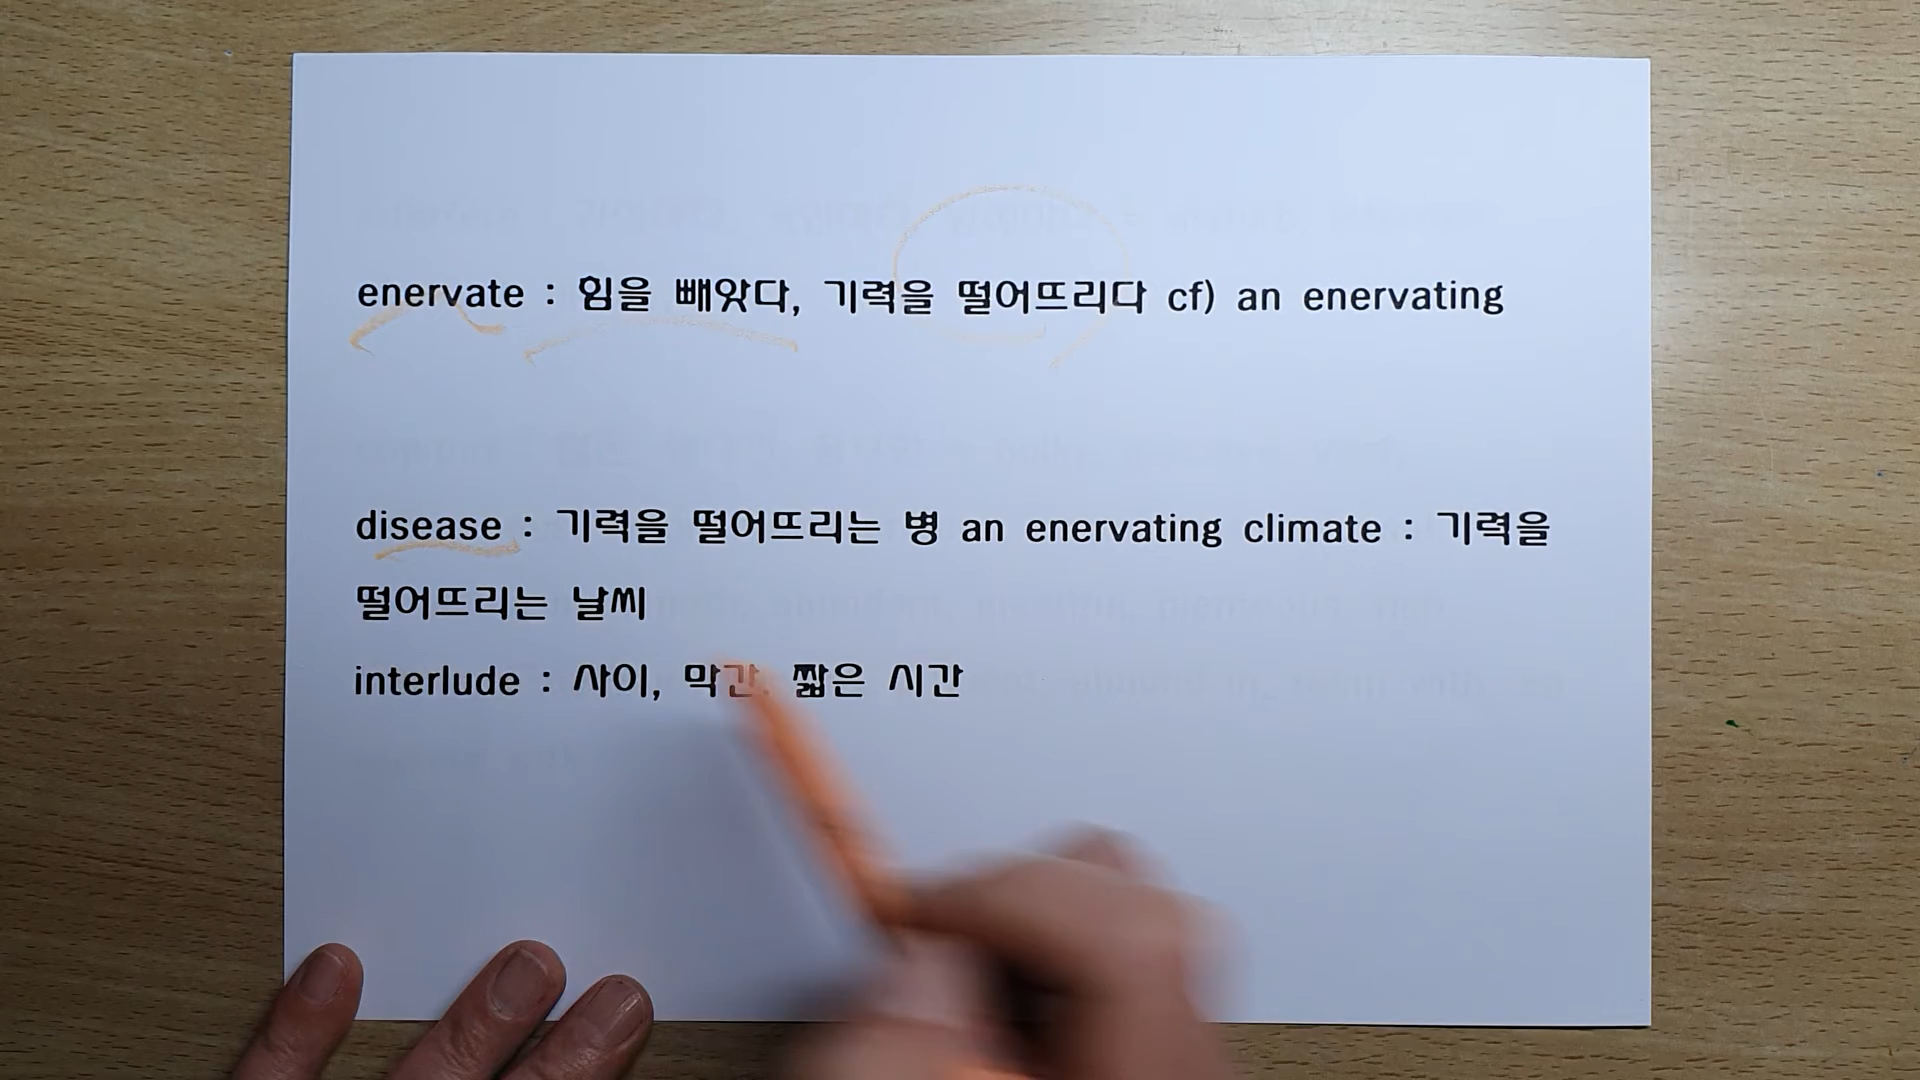 enervate : 힘을 빼앗다, 기력을 떨어뜨리다 cf) an enervating
disease : 기력을 떨어뜨리는 병 an enervating climate : 기력을
떨어뜨리는 날씨
interlude : 사이, 막간, 짧은 시간